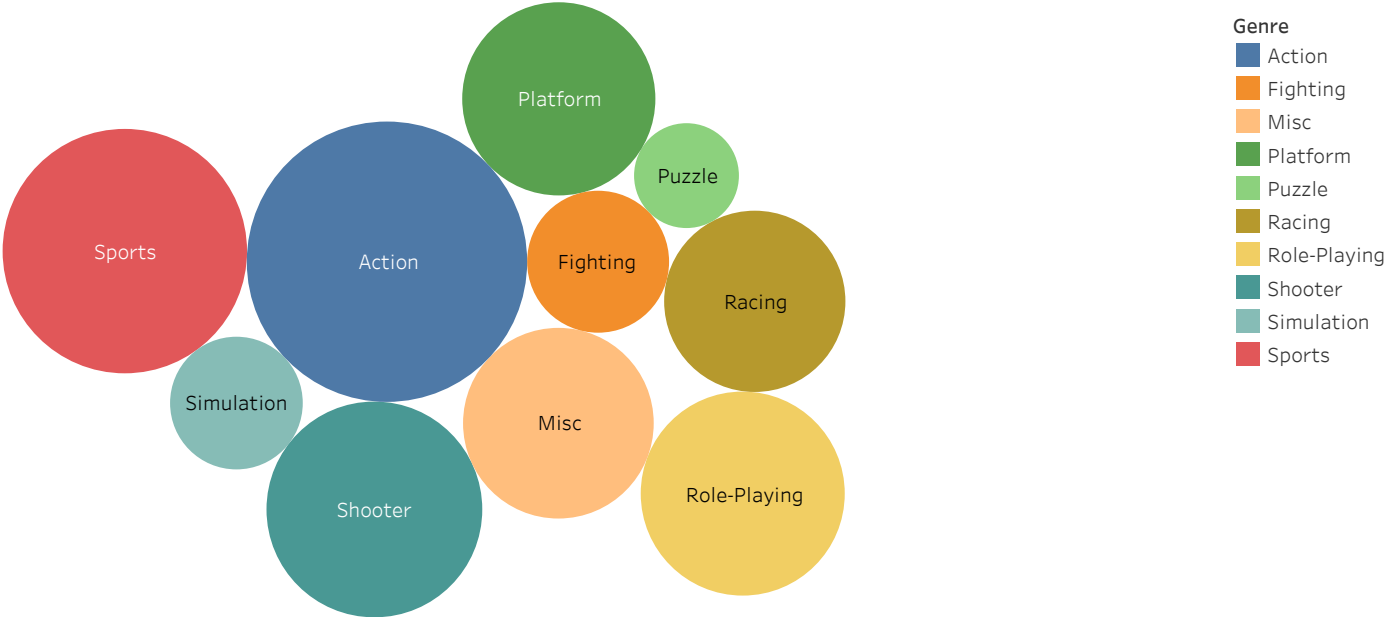 Platform
Puzzle
Sports
Action
Fighting
Racing
Simulation
Misc
Role-Playing
Shooter
Genre
Action
Fighting
Misc
Platform
Puzzle
Racing
Role-Playing
Shooter
Simulation
Sports